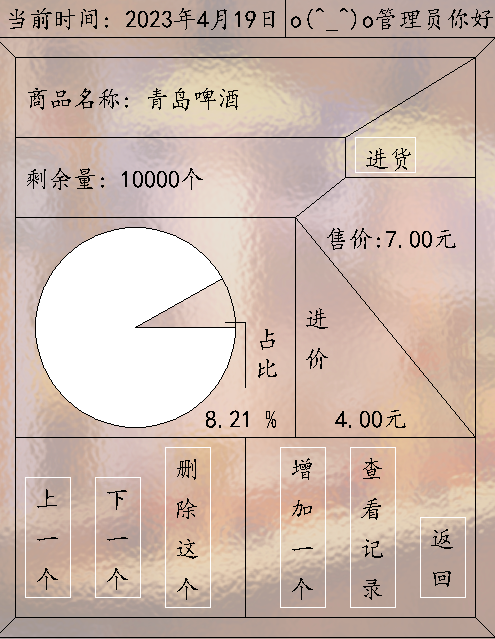 当前时间: 2023年4月19日 o(^_^)o管理员你好
商品名称: 青岛啤酒
进货
剩余量: 10000个
售价:7.00元
进价
4.00元
占比
8.21 %
上一个
下一个
删除这个
增加一个
查看记录
返回